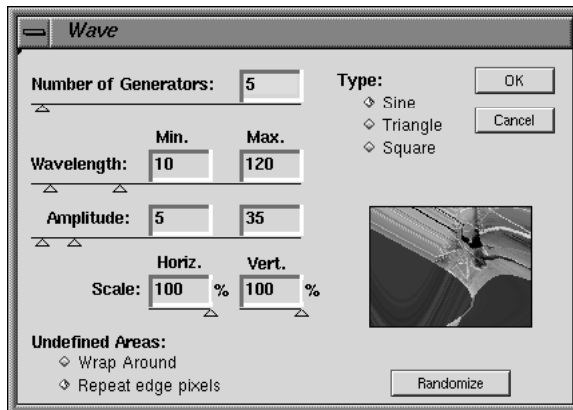 Wave
Number of Generators: 5
Min. Max.
Wavelength: 10 120
Amplitude: 5 35
Horiz. Vert.
Scale: 100 % 100 %
Undefined Areas:
Wrap Around
Repeat edge pixels
Type:
Sine
Triangle
Square
OK
Cancel
Randomize